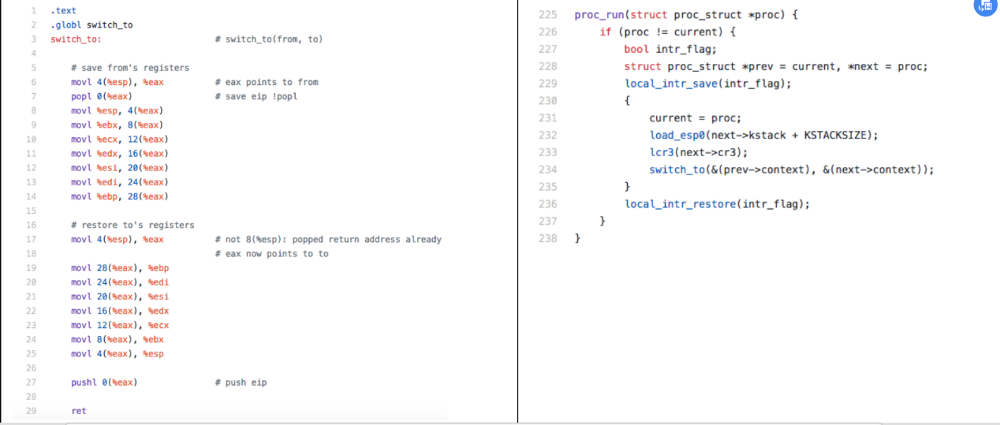 1 .text
2 .globl switch_to
3 switch_to: # switch_to(from, to)
4
5 # save from's registers
6 movl 4(%esp), %eax # eax points to from
7 popl 0(%eax) # save eip !popl
8 movl %esp, 4(%eax)
9 movl %ebx, 8(%eax)
10 movl %ecx, 12(%eax)
11 movl %edx, 16(%eax)
12 movl %esi, 20(%eax)
13 movl %edi, 24(%eax)
14 movl %ebp, 28(%eax)
15
16 # restore to's registers
17 movl 4(%esp), %eax # not 8(%esp): popped return address already
18 # eax now points to to
19 movl 28(%eax), %ebp
20 movl 24(%eax), %edi
21 movl 20(%eax), %esi
22 movl 16(%eax), %edx
23 movl 12(%eax), %ecx
24 movl 8(%eax), %ebx
25 movl 4(%eax), %esp
26
27 pushl 0(%eax) # push eip
28
29 ret
225 proc_run(struct proc_struct *proc) {
226 if (proc != current) {
227 bool intr_flag;
228 struct proc_struct *prev = current, *next = proc;
229 local_intr_save(intr_flag);
230 {
231 current = proc;
232 load_esp0(next->kstack + KSTACKSIZE);
233 lcr3(next->cr3);
234 switch_to(&(prev->context), &(next->context));
235 }
236 local_intr_restore(intr_flag);
237 }
238 }